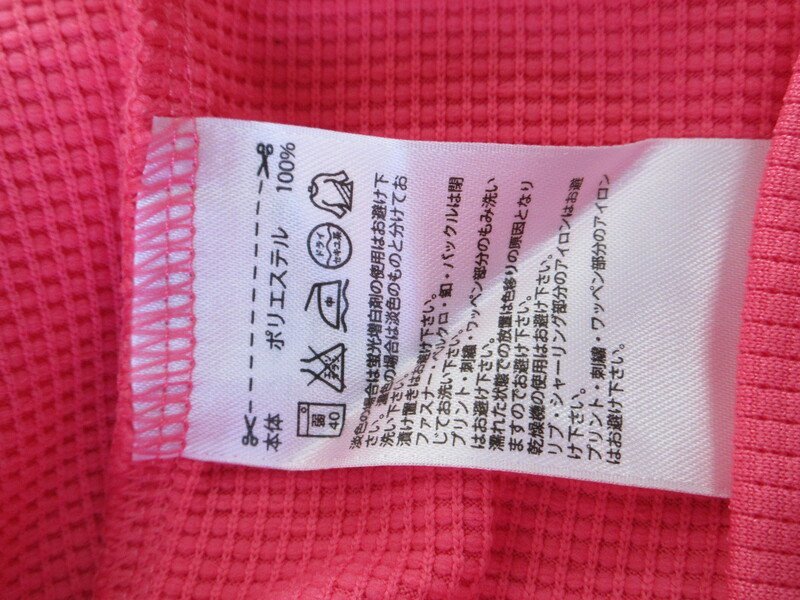 本体
ポリエステル 100%
弱
40
ドライ
セキユ系
淡色の場合は蛍光増白剤の使用はお避け下
さい。濃色の場合は淡色のものと分けてお
洗い下さい。
漬け置きはお避け下さい。
ファスナー・ベルクロ・釦・バックルは閉
じてお洗い下さい。
プリント・刺繍・ワッペン部分のもみ洗い
はお避け下さい。
濡れた状態での放置は色移りの原因となり
ますのでお避け下さい。
乾燥機の使用はお避け下さい。
リブ・シャーリング部分のアイロンはお避
け下さい。
プリント・刺繍・ワッペン部分のアイロン
はお避け下さい。